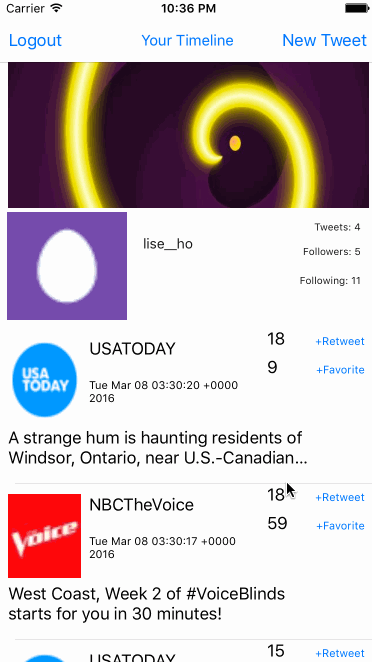 Carrier 10:36 PM
Logout Your Timeline New Tweet
lise__ho
Tweets: 4
Followers: 5
Following: 11
USA
TODAY
USATODAY
18 +Retweet
9 +Favorite
Tue Mar 08 03:30:20 +0000
2016
A strange hum is haunting residents of
Windsor, Ontario, near U.S.-Canadian...
the Voice
NBCTheVoice
18 +Retweet
59 +Favorite
Tue Mar 08 03:30:17 +0000
2016
West Coast, Week 2 of #VoiceBlinds
starts for you in 30 minutes!
USATODAY
15 +Retweet